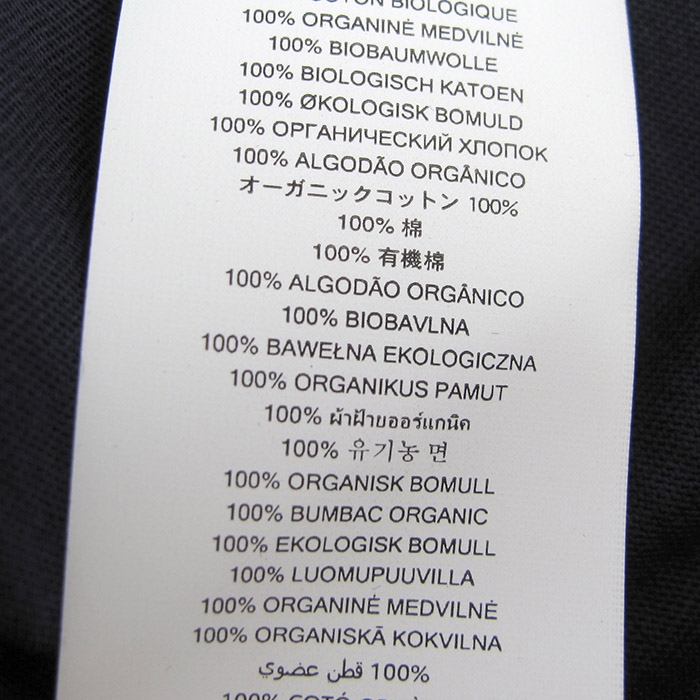 COTON BIOLOGIQUE
100% ORGANINĖ MEDVILNĖ
100% BIOBAUMWOLLE
100% BIOLOGISCH KATOEN
100% ØKOLOGISK BOMULD
100% ОРГАНИЧЕСКИЙ ХЛОПОК
100% ALGODÃO ORGÂNICO
オーガニックコットン 100%
100% 棉
100% 有機棉
100% ALGODÃO ORGÂNICO
100% BIOBAVLNA
100% BAWEŁNA EKOLOGICZNA
100% ORGANIKUS PAMUT
100% ผ้าฝ้ายออร์แกนิค
100% 유기농 면
100% ORGANISK BOMULL
100% BUMBAC ORGANIC
100% EKOLOGISK BOMULL
100% LUOMUPUUVILLA
100% ORGANINĖ MEDVILNĖ
100% ORGANISKĀ KOKVILNA
100% قطن عضوي
100% COTÓ